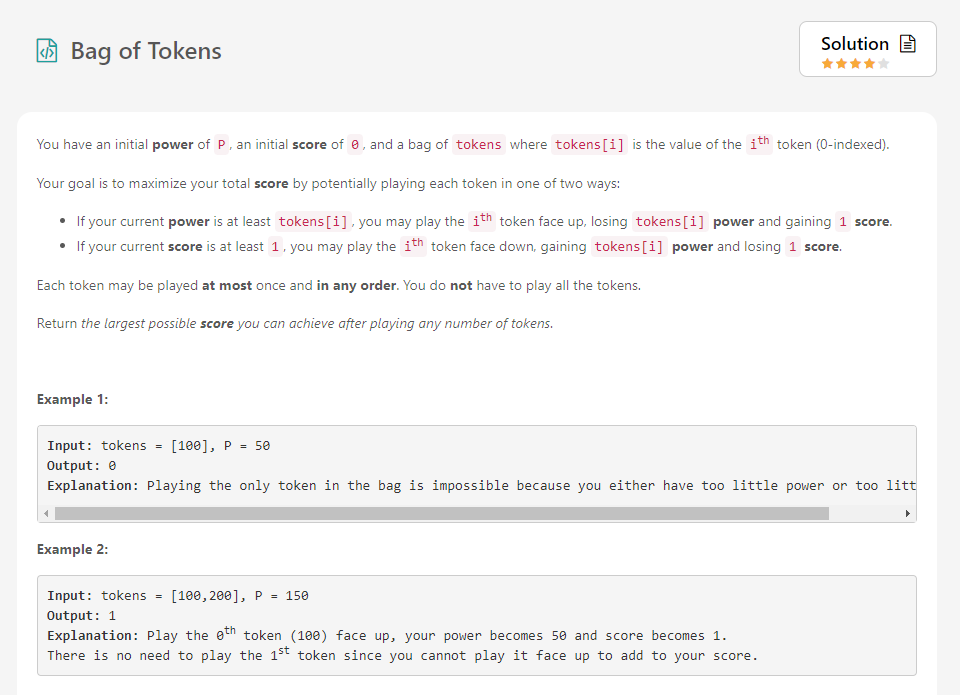 Bag of Tokens
Solution
You have an initial power of P, an initial score of 0, and a bag of tokens where tokens[i] is the value of the ith token (0-indexed).
Your goal is to maximize your total score by potentially playing each token in one of two ways:
• If your current power is at least tokens[i], you may play the ith token face up, losing tokens[i] power and gaining 1 score.
• If your current score is at least 1, you may play the ith token face down, gaining tokens[i] power and losing 1 score.
Each token may be played at most once and in any order. You do not have to play all the tokens.
Return the largest possible score you can achieve after playing any number of tokens.
Example 1:
Input: tokens = [100], P = 50
Output: 0
Explanation: Playing the only token in the bag is impossible because you either have too little power or too litt
Example 2:
Input: tokens = [100,200], P = 150
Output: 1
Explanation: Play the 0th token (100) face up, your power becomes 50 and score becomes 1.
There is no need to play the 1st token since you cannot play it face up to add to your score.